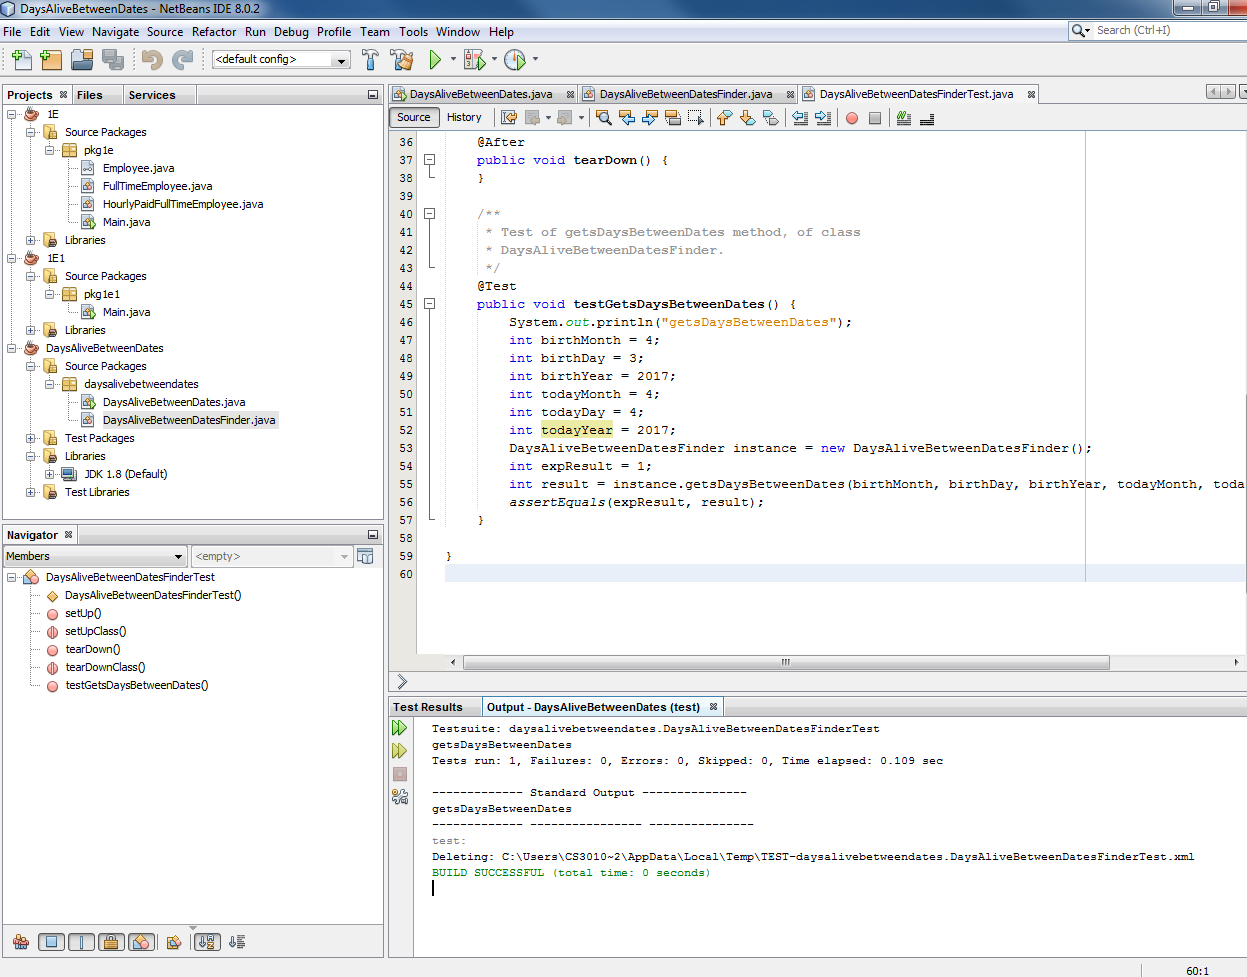 DaysAliveBetweenDates - NetBeans IDE 8.0.2
File Edit View Navigate Source Refactor Run Debug Profile Team Tools Window Help
Search (Ctrl+I)
<default config>
Projects Files Services
1E
Source Packages
pkg1e
Employee.java
FullTimeEmployee.java
HourlyPaidFullTimeEmployee.java
Main.java
Libraries
1E1
Source Packages
pkg1e1
Main.java
Libraries
DaysAliveBetweenDates
Source Packages
daysalivebetweendates
DaysAliveBetweenDates.java
DaysAliveBetweenDatesFinder.java
Test Packages
Libraries
JDK 1.8 (Default)
Test Libraries
Navigator
Members <empty>
DaysAliveBetweenDatesFinderTest
DaysAliveBetweenDatesFinderTest()
setUp()
setUpClass()
tearDown()
tearDownClass()
testGetsDaysBetweenDates()
DaysAliveBetweenDates.java DaysAliveBetweenDatesFinder.java DaysAliveBetweenDatesFinderTest.java
Source History
36 @After
37 public void tearDown() {
38 }
39
40 /**
41 * Test of getsDaysBetweenDates method, of class
42 * DaysAliveBetweenDatesFinder.
43 */
44 @Test
45 public void testGetsDaysBetweenDates() {
46 System.out.println("getsDaysBetweenDates");
47 int birthMonth = 4;
48 int birthDay = 3;
49 int birthYear = 2017;
50 int todayMonth = 4;
51 int todayDay = 4;
52 int todayYear = 2017;
53 DaysAliveBetweenDatesFinder instance = new DaysAliveBetweenDatesFinder();
54 int expResult = 1;
55 int result = instance.getsDaysBetweenDates(birthMonth, birthDay, birthYear, todayMonth, toda
56 assertEquals(expResult, result);
57 }
58
59 }
60
Test Results Output - DaysAliveBetweenDates (test)
Testsuite: daysalivebetweendates.DaysAliveBetweenDatesFinderTest
getsDaysBetweenDates
Tests run: 1, Failures: 0, Errors: 0, Skipped: 0, Time elapsed: 0.109 sec
------------- Standard Output ---------------
getsDaysBetweenDates
------------- ---------------- ---------------
test:
Deleting: C:\Users\CS3010~2\AppData\Local\Temp\TEST-daysalivebetweendates.DaysAliveBetweenDatesFinderTest.xml
BUILD SUCCESSFUL (total time: 0 seconds)
60:1